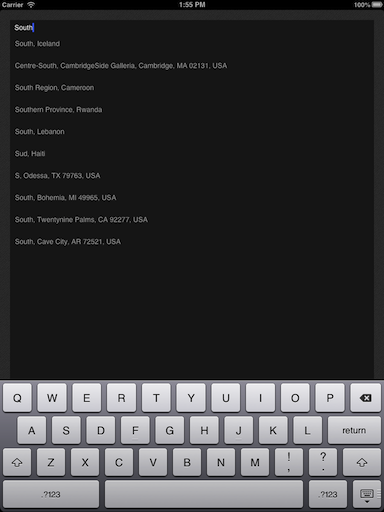 Carrier 1:55 PM 100%
South
South, Iceland
Centre-South, CambridgeSide Galleria, Cambridge, MA 02131, USA
South Region, Cameroon
Southern Province, Rwanda
South, Lebanon
Sud, Haiti
S, Odessa, TX 79763, USA
South, Bohemia, MI 49965, USA
South, Twentynine Palms, CA 92277, USA
South, Cave City, AR 72521, USA
Q W E R T Y U I O P
A S D F G H J K L return
Z X C V B N M ! , ? .
.?123 .?123